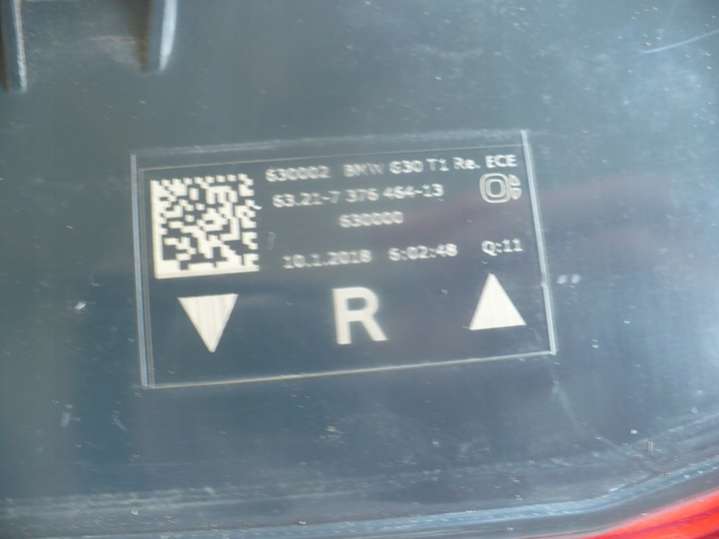 630002 BMW G30 T1 Re. ECE
63.21-7 376 464-13
630000
10.1.2018 6:02:48 Q:11
R